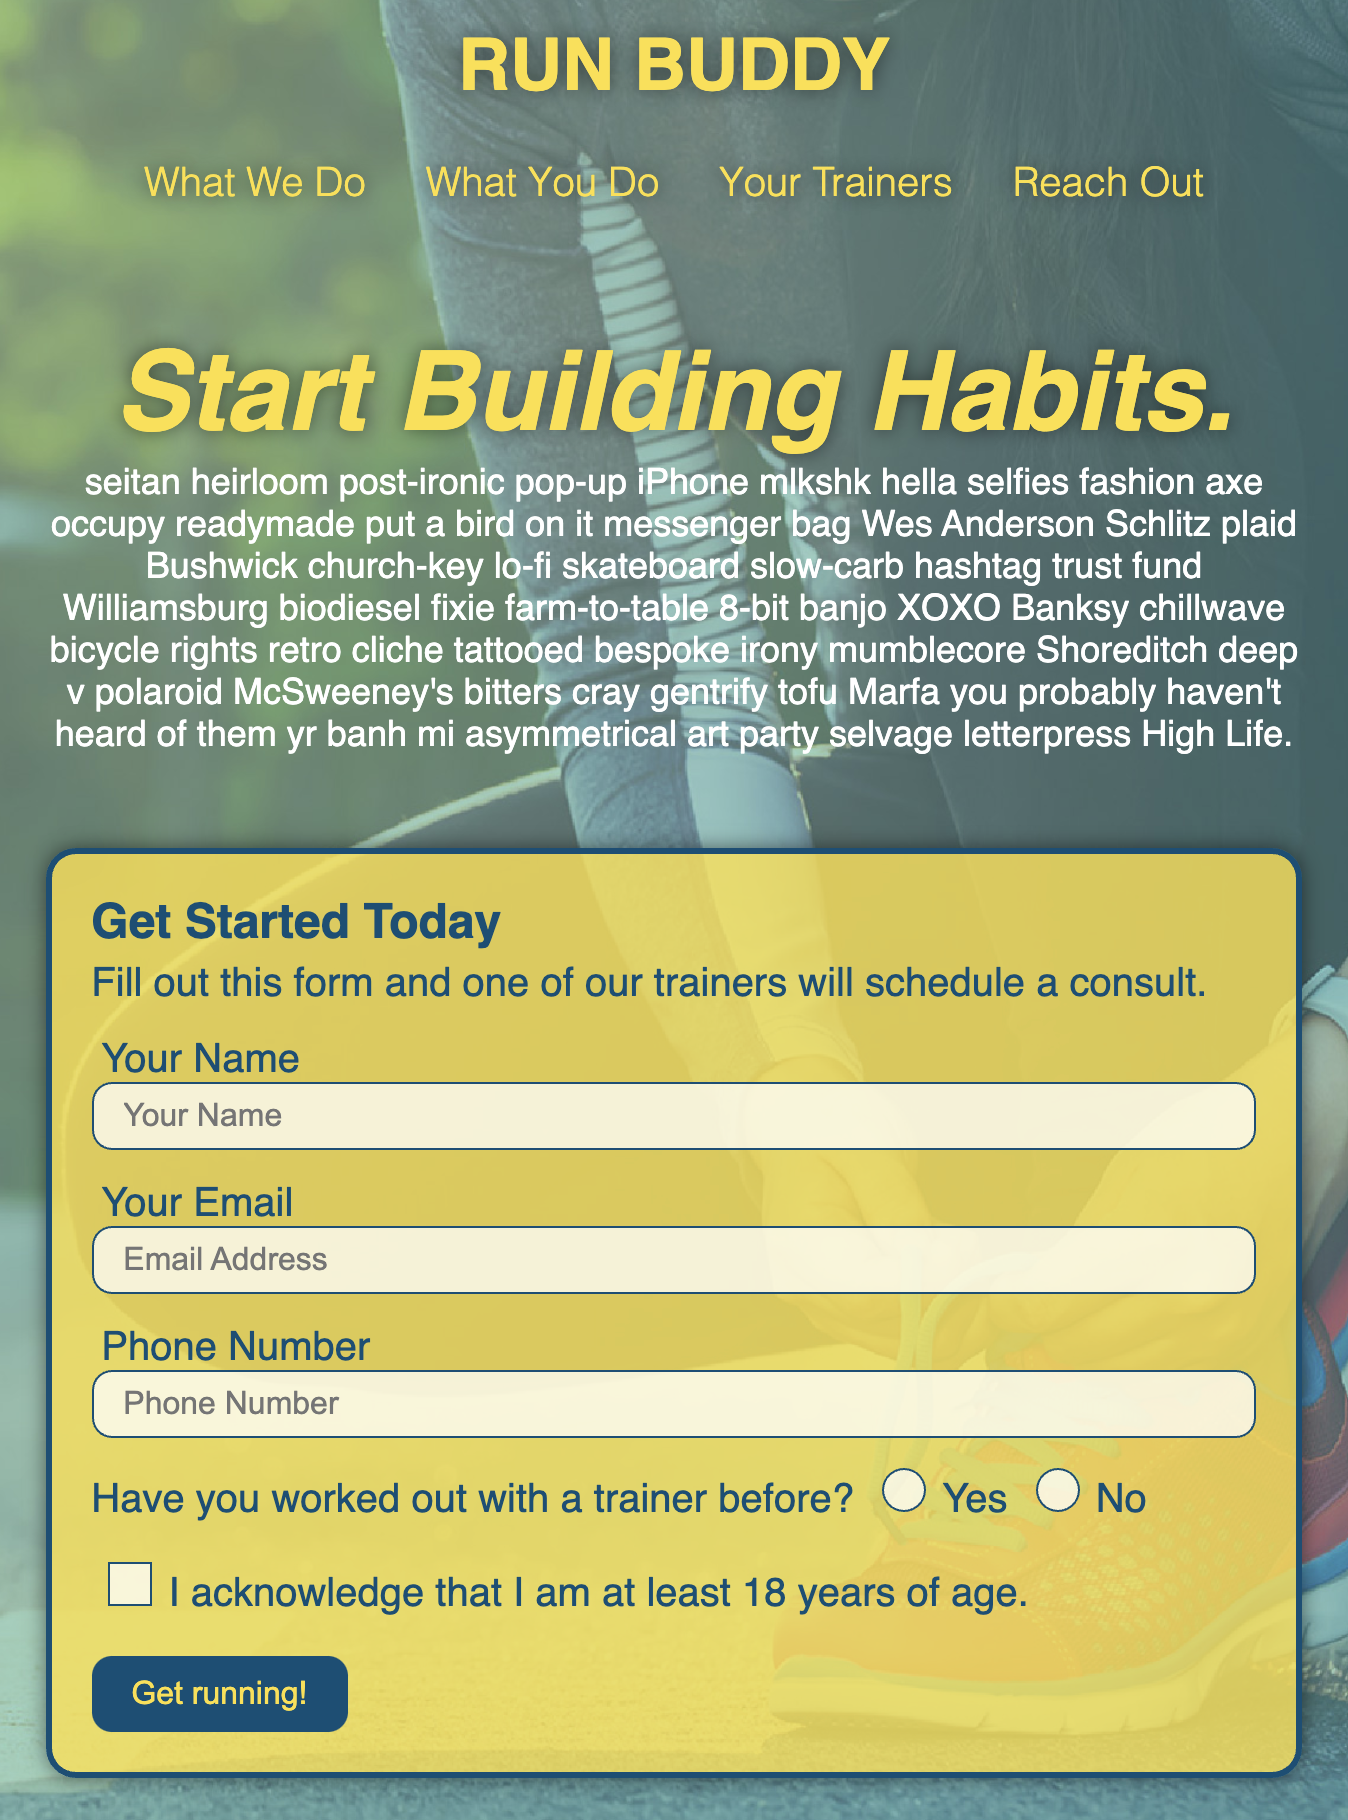 RUN BUDDY
What We Do What You Do Your Trainers Reach Out
Start Building Habits.
seitan heirloom post-ironic pop-up iPhone mlkshk hella selfies fashion axe
occupy readymade put a bird on it messenger bag Wes Anderson Schlitz plaid
Bushwick church-key lo-fi skateboard slow-carb hashtag trust fund
Williamsburg biodiesel fixie farm-to-table 8-bit banjo XOXO Banksy chillwave
bicycle rights retro cliche tattooed bespoke irony mumblecore Shoreditch deep
v polaroid McSweeney's bitters cray gentrify tofu Marfa you probably haven't
heard of them yr banh mi asymmetrical art party selvage letterpress High Life.
Get Started Today
Fill out this form and one of our trainers will schedule a consult.
Your Name
Your Name
Your Email
Email Address
Phone Number
Phone Number
Have you worked out with a trainer before? Yes No
I acknowledge that I am at least 18 years of age.
Get running!